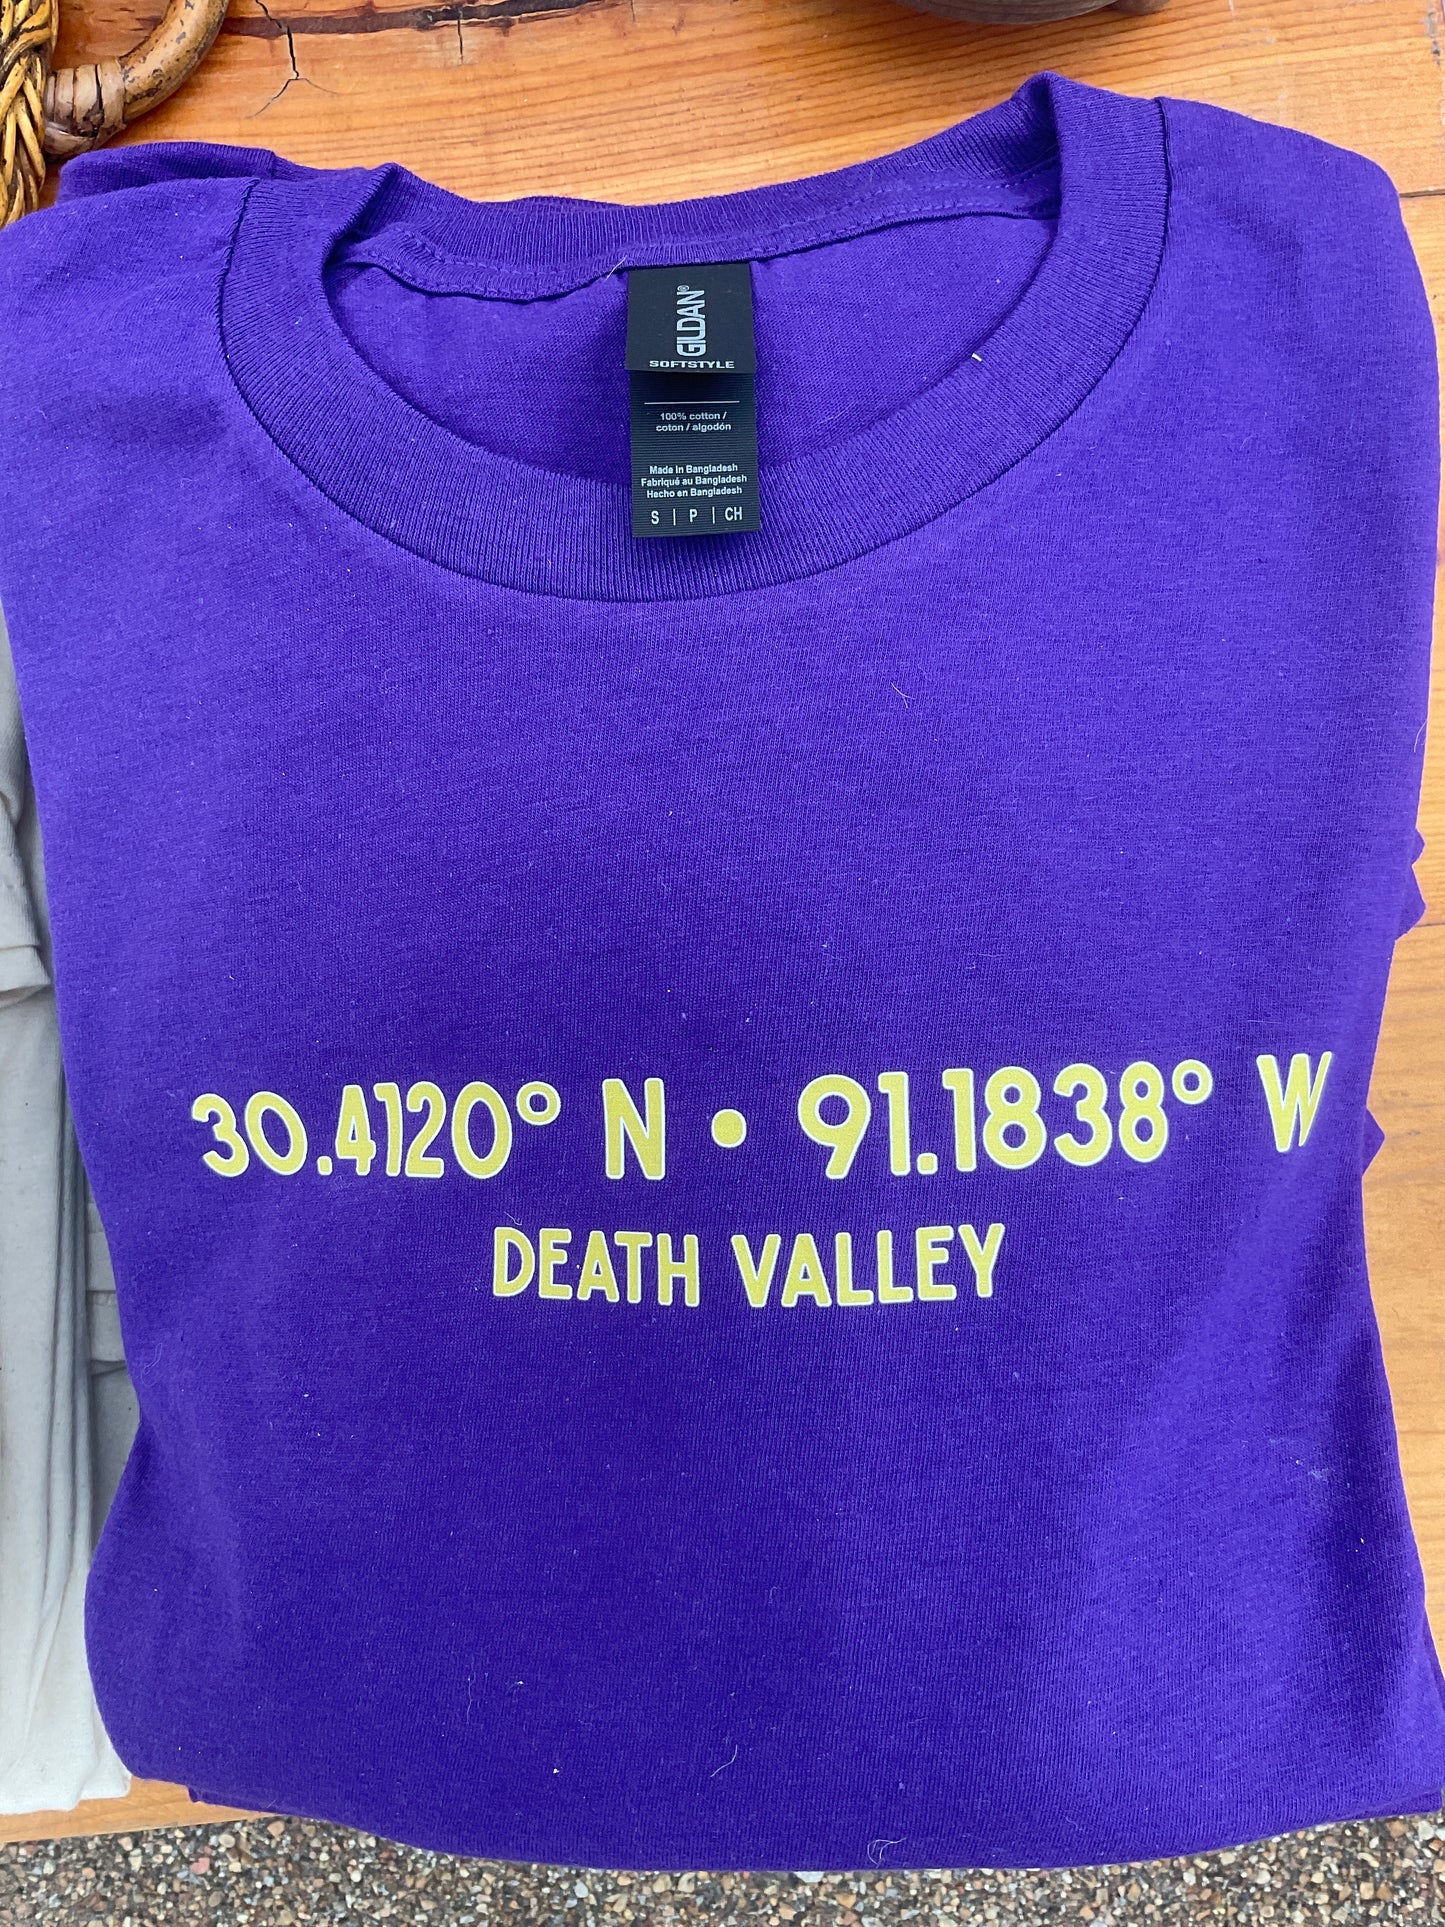 GILDAN®
SOFTSTYLE
100% cotton /
coton / algodón
Made in Bangladesh
Fabriqué au Bangladesh
Hecho en Bangladesh
S | P | CH
30.4120° N • 91.1838° W
DEATH VALLEY